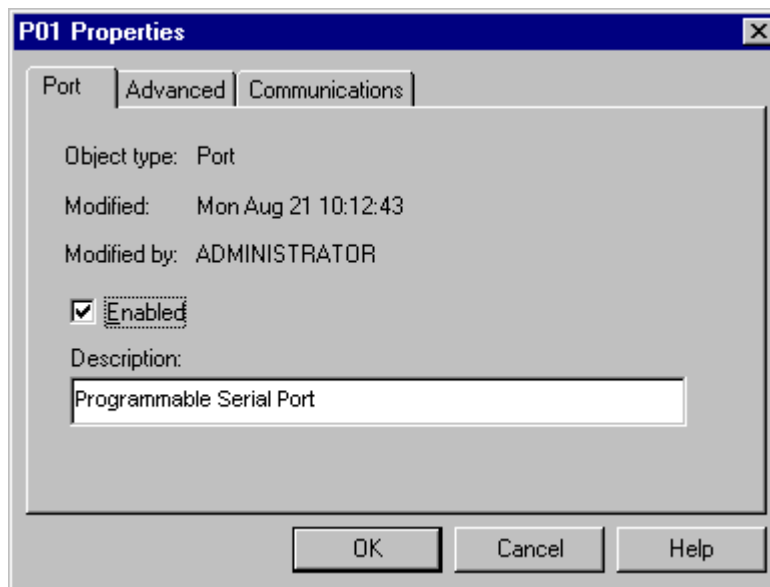 P01 Properties
Port Advanced Communications
Object type: Port
Modified: Mon Aug 21 10:12:43
Modified by: ADMINISTRATOR
Enabled
Description:
Programmable Serial Port
OK Cancel Help